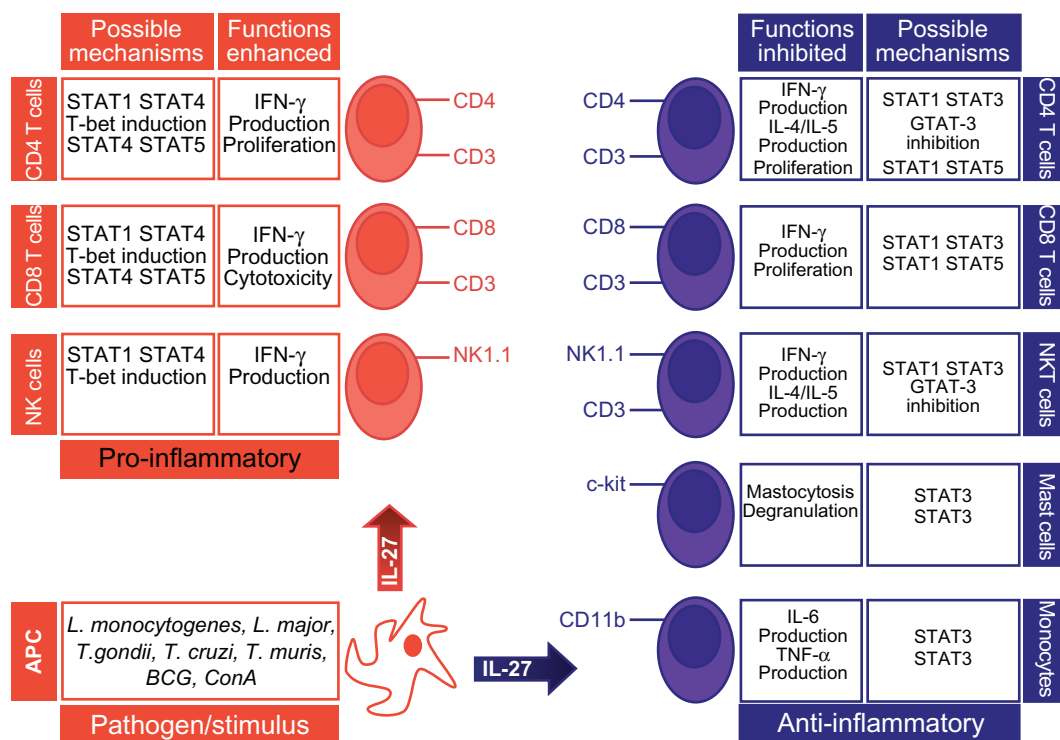 Possible
mechanisms
Functions
enhanced
CD4 T cells
STAT1 STAT4
T-bet induction
STAT4 STAT5
IFN-γ
Production
Proliferation
CD4
CD3
CD8 T cells
STAT1 STAT4
T-bet induction
STAT4 STAT5
IFN-γ
Production
Cytotoxicity
CD8
CD3
NK cells
STAT1 STAT4
T-bet induction
IFN-γ
Production
NK1.1
Pro-inflammatory
IL-27
APC
L. monocytogenes, L. major,
T.gondii, T. cruzi, T. muris,
BCG, ConA
Pathogen/stimulus
IL-27
Functions
inhibited
Possible
mechanisms
CD4
CD3
IFN-γ
Production
IL-4/IL-5
Production
Proliferation
STAT1 STAT3
GTAT-3
inhibition
STAT1 STAT5
CD4 T cells
CD8
CD3
IFN-γ
Production
Proliferation
STAT1 STAT3
STAT1 STAT5
CD8 T cells
NK1.1
CD3
IFN-γ
Production
IL-4/IL-5
Production
STAT1 STAT3
GTAT-3
inhibition
NKT cells
c-kit
Mastocytosis
Degranulation
STAT3
STAT3
Mast cells
CD11b
IL-6
Production
TNF-α
Production
STAT3
STAT3
Monocytes
Anti-inflammatory